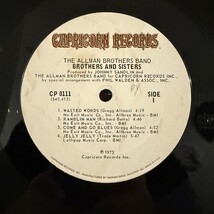 CAPRICORN RECORDS
THE ALLMAN BROTHERS BAND
BROTHERS AND SISTERS
Produced by JOHNNY SANDLIN and
THE ALLMAN BROTHERS BAND for CAPRICORN RECORDS INC.,
by special arrangement with PHIL WALDEN & ASSOC., INC.
CP 0111
SIDE
1
1. WASTED WORDS (Gregg Allman) 4:19
No Exit Music Co., Inc. - BMI
2. RAMBLIN MAN (Richard Betts)
No Exit Music Co., Inc. - BMI
3. COME AND GO BLUES (Gregg Allman)
No Exit Music Co., Inc. - BMI
4. JELLY JELLY (Trade Martin)
Lollipop Music Corp. - BMI
Capricorn Records Inc.